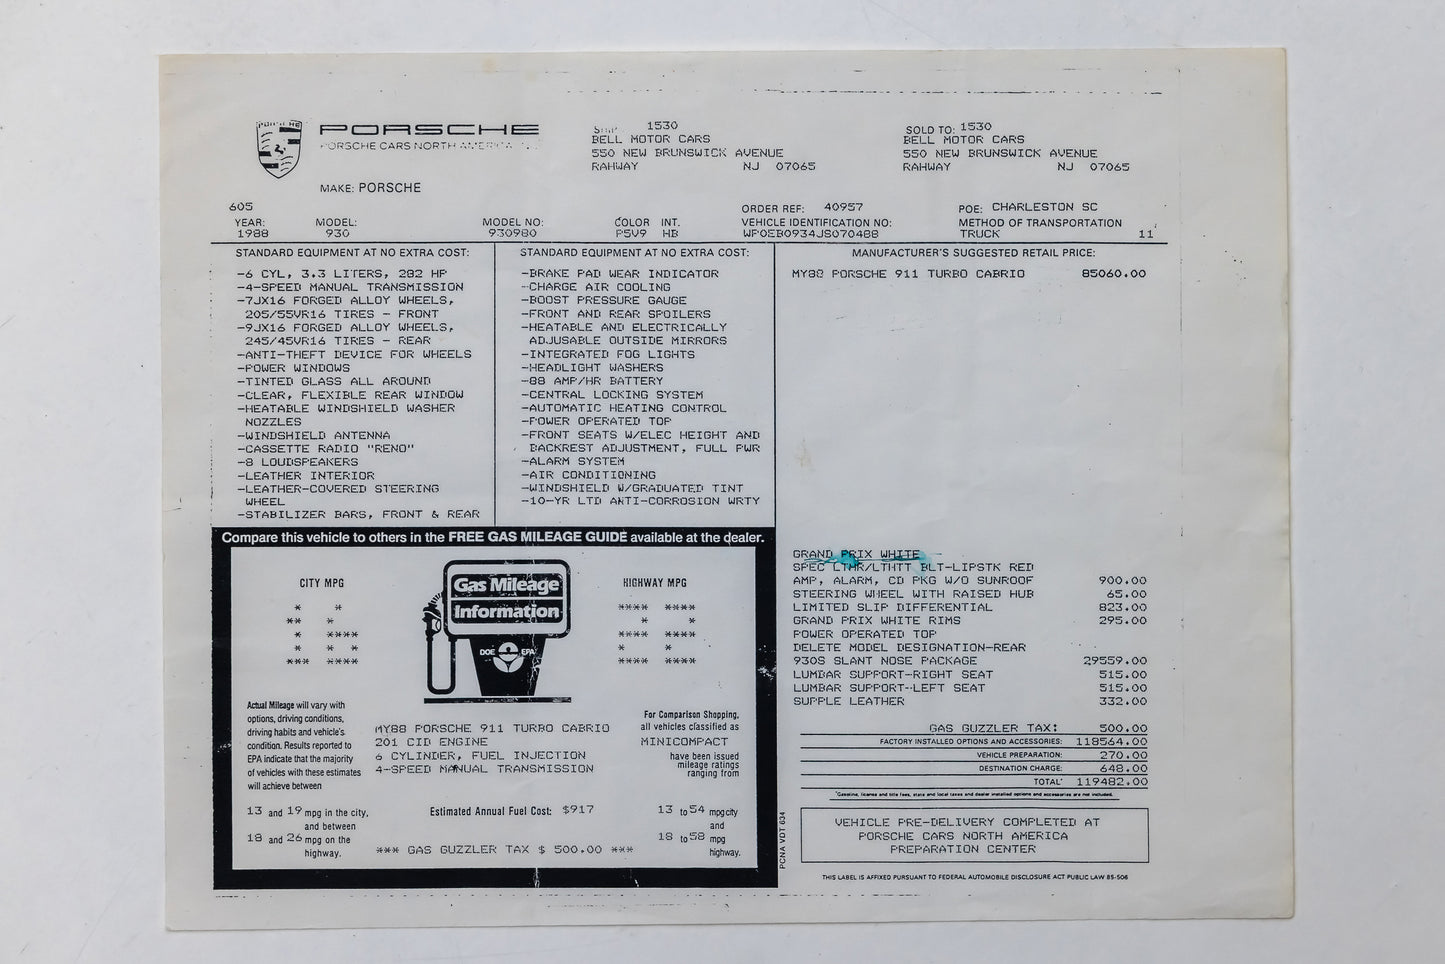 PORSCHE
PORSCHE CARS NORTH AMERICA
MAKE: PORSCHE
1530
BELL MOTOR CARS
550 NEW BRUNSWICK AVENUE
RAHWAY NJ 07065
SOLD TO: 1530
BELL MOTOR CARS
550 NEW BRUNSWICK AVENUE
RAHWAY NJ 07065
605
ORDER REF: 40957
POE: CHARLESTON SC
YEAR: MODEL: MODEL NO: COLOR INT. VEHICLE IDENTIFICATION NO: METHOD OF TRANSPORTATION
1988 930 930980 P5V9 HB WP0EB0934JS070488 TRUCK 11
STANDARD EQUIPMENT AT NO EXTRA COST:
-6 CYL, 3.3 LITERS, 282 HP
-4-SPEED MANUAL TRANSMISSION
-7JX16 FORGED ALLOY WHEELS,
205/55VR16 TIRES - FRONT
-9JX16 FORGED ALLOY WHEELS,
245/45VR16 TIRES - REAR
-ANTI-THEFT DEVICE FOR WHEELS
-POWER WINDOWS
-TINTED GLASS ALL AROUND
-CLEAR, FLEXIBLE REAR WINDOW
-HEATABLE WINDSHIELD WASHER
NOZZLES
-WINDSHIELD ANTENNA
-CASSETTE RADIO "RENO"
-8 LOUDSPEAKERS
-LEATHER INTERIOR
-LEATHER-COVERED STEERING
WHEEL
-STABILIZER BARS, FRONT & REAR
STANDARD EQUIPMENT AT NO EXTRA COST:
-BRAKE PAD WEAR INDICATOR
-CHARGE AIR COOLING
-BOOST PRESSURE GAUGE
-FRONT AND REAR SPOILERS
-HEATABLE AND ELECTRICALLY
ADJUSABLE OUTSIDE MIRRORS
-INTEGRATED FOG LIGHTS
-HEADLIGHT WASHERS
-88 AMP/HR BATTERY
-CENTRAL LOCKING SYSTEM
-AUTOMATIC HEATING CONTROL
-POWER OPERATED TOP
-FRONT SEATS W/ELEC HEIGHT AND
BACKREST ADJUSTMENT, FULL PWR
-ALARM SYSTEM
-AIR CONDITIONING
-WINDSHIELD W/GRADUATED TINT
-10-YR LTD ANTI-CORROSION WRTY
MANUFACTURER'S SUGGESTED RETAIL PRICE:
MY88 PORSCHE 911 TURBO CABRIO 85060.00
GRAND PRIX WHITE
SPEC LTHR/LTHTT BLT-LIPSTK RED
AMP, ALARM, CD PKG W/O SUNROOF 900.00
STEERING WHEEL WITH RAISED HUB 65.00
LIMITED SLIP DIFFERENTIAL 823.00
GRAND PRIX WHITE RIMS 295.00
POWER OPERATED TOP
DELETE MODEL DESIGNATION-REAR
930S SLANT NOSE PACKAGE 29559.00
LUMBAR SUPPORT-RIGHT SEAT 515.00
LUMBAR SUPPORT-LEFT SEAT 515.00
SUPPLE LEATHER 332.00
GAS GUZZLER TAX: 500.00
FACTORY INSTALLED OPTIONS AND ACCESSORIES: 118564.00
VEHICLE PREPARATION: 270.00
DESTINATION CHARGE: 648.00
TOTAL* 119482.00
*Gasoline, license and title fees, state and local taxes and dealer installed options and accessories are not included.
VEHICLE PRE-DELIVERY COMPLETED AT
PORSCHE CARS NORTH AMERICA
PREPARATION CENTER
THIS LABEL IS AFFIXED PURSUANT TO FEDERAL AUTOMOBILE DISCLOSURE ACT PUBLIC LAW 85-506
PCNA VDT 634
Compare this vehicle to others in the FREE GAS MILEAGE GUIDE available at the dealer.
CITY MPG
* *
** *
* ****
* * *
*** ****
Gas Mileage
Information
DOE EPA
HIGHWAY MPG
**** ****
* *
**** ****
* *
**** ****
Actual Mileage will vary with
options, driving conditions,
driving habits and vehicle's
condition. Results reported to
EPA indicate that the majority
of vehicles with these estimates
will achieve between
13 and 19 mpg in the city,
and between
18 and 26 mpg on the
highway.
MY88 PORSCHE 911 TURBO CABRIO
201 CID ENGINE
6 CYLINDER, FUEL INJECTION
4-SPEED MANUAL TRANSMISSION
Estimated Annual Fuel Cost: $917
*** GAS GUZZLER TAX $ 500.00 ***
For Comparison Shopping,
all vehicles classified as
MINICOMPACT
have been issued
mileage ratings
ranging from
13 to 54 mpg city
and
18 to 58 mpg
highway.